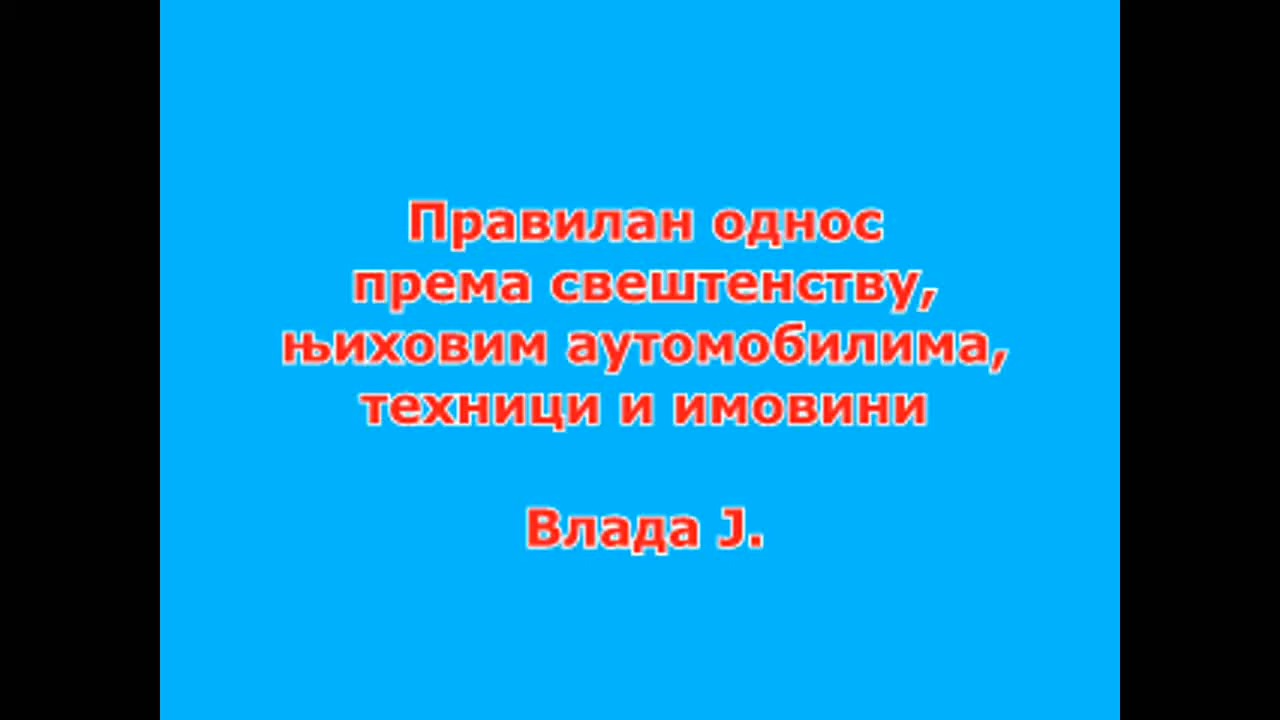 Правилан однос
према свештенству,
њиховим аутомобилима,
техници и имовини
Влада Ј.